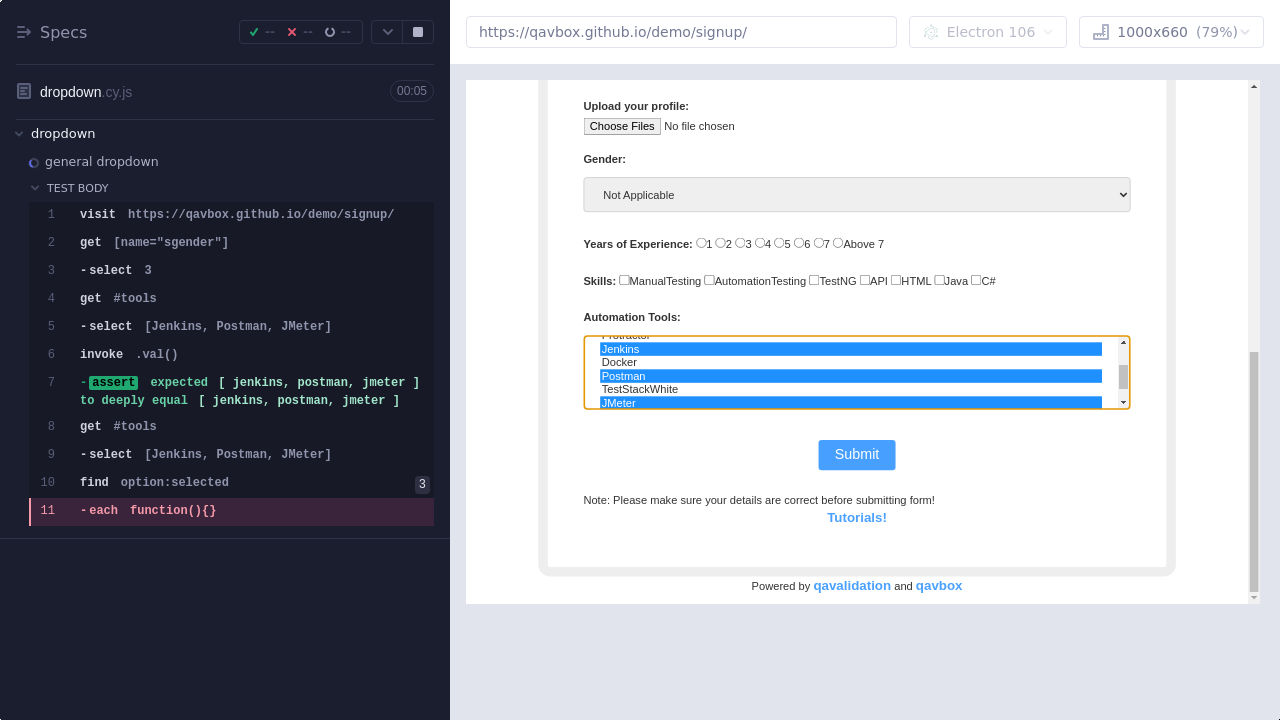 Specs
-- -- --
dropdown.cy.js 00:05
dropdown
general dropdown
TEST BODY
1 visit https://qavbox.github.io/demo/signup/
2 get [name="sgender"]
3 -select 3
4 get #tools
5 -select [Jenkins, Postman, JMeter]
6 invoke .val()
7 -assert expected [ jenkins, postman, jmeter ]
to deeply equal [ jenkins, postman, jmeter ]
8 get #tools
9 -select [Jenkins, Postman, JMeter]
10 find option:selected 3
11 -each function(){}
https://qavbox.github.io/demo/signup/ Electron 106 1000x660 (79%)
Upload your profile:
Choose Files No file chosen
Gender:
Not Applicable
Years of Experience: 1 2 3 4 5 6 7 Above 7
Skills: ManualTesting AutomationTesting TestNG API HTML Java C#
Automation Tools:
Protractor
Jenkins
Docker
Postman
TestStackWhite
JMeter
Submit
Note: Please make sure your details are correct before submitting form!
Tutorials!
Powered by qavalidation and qavbox